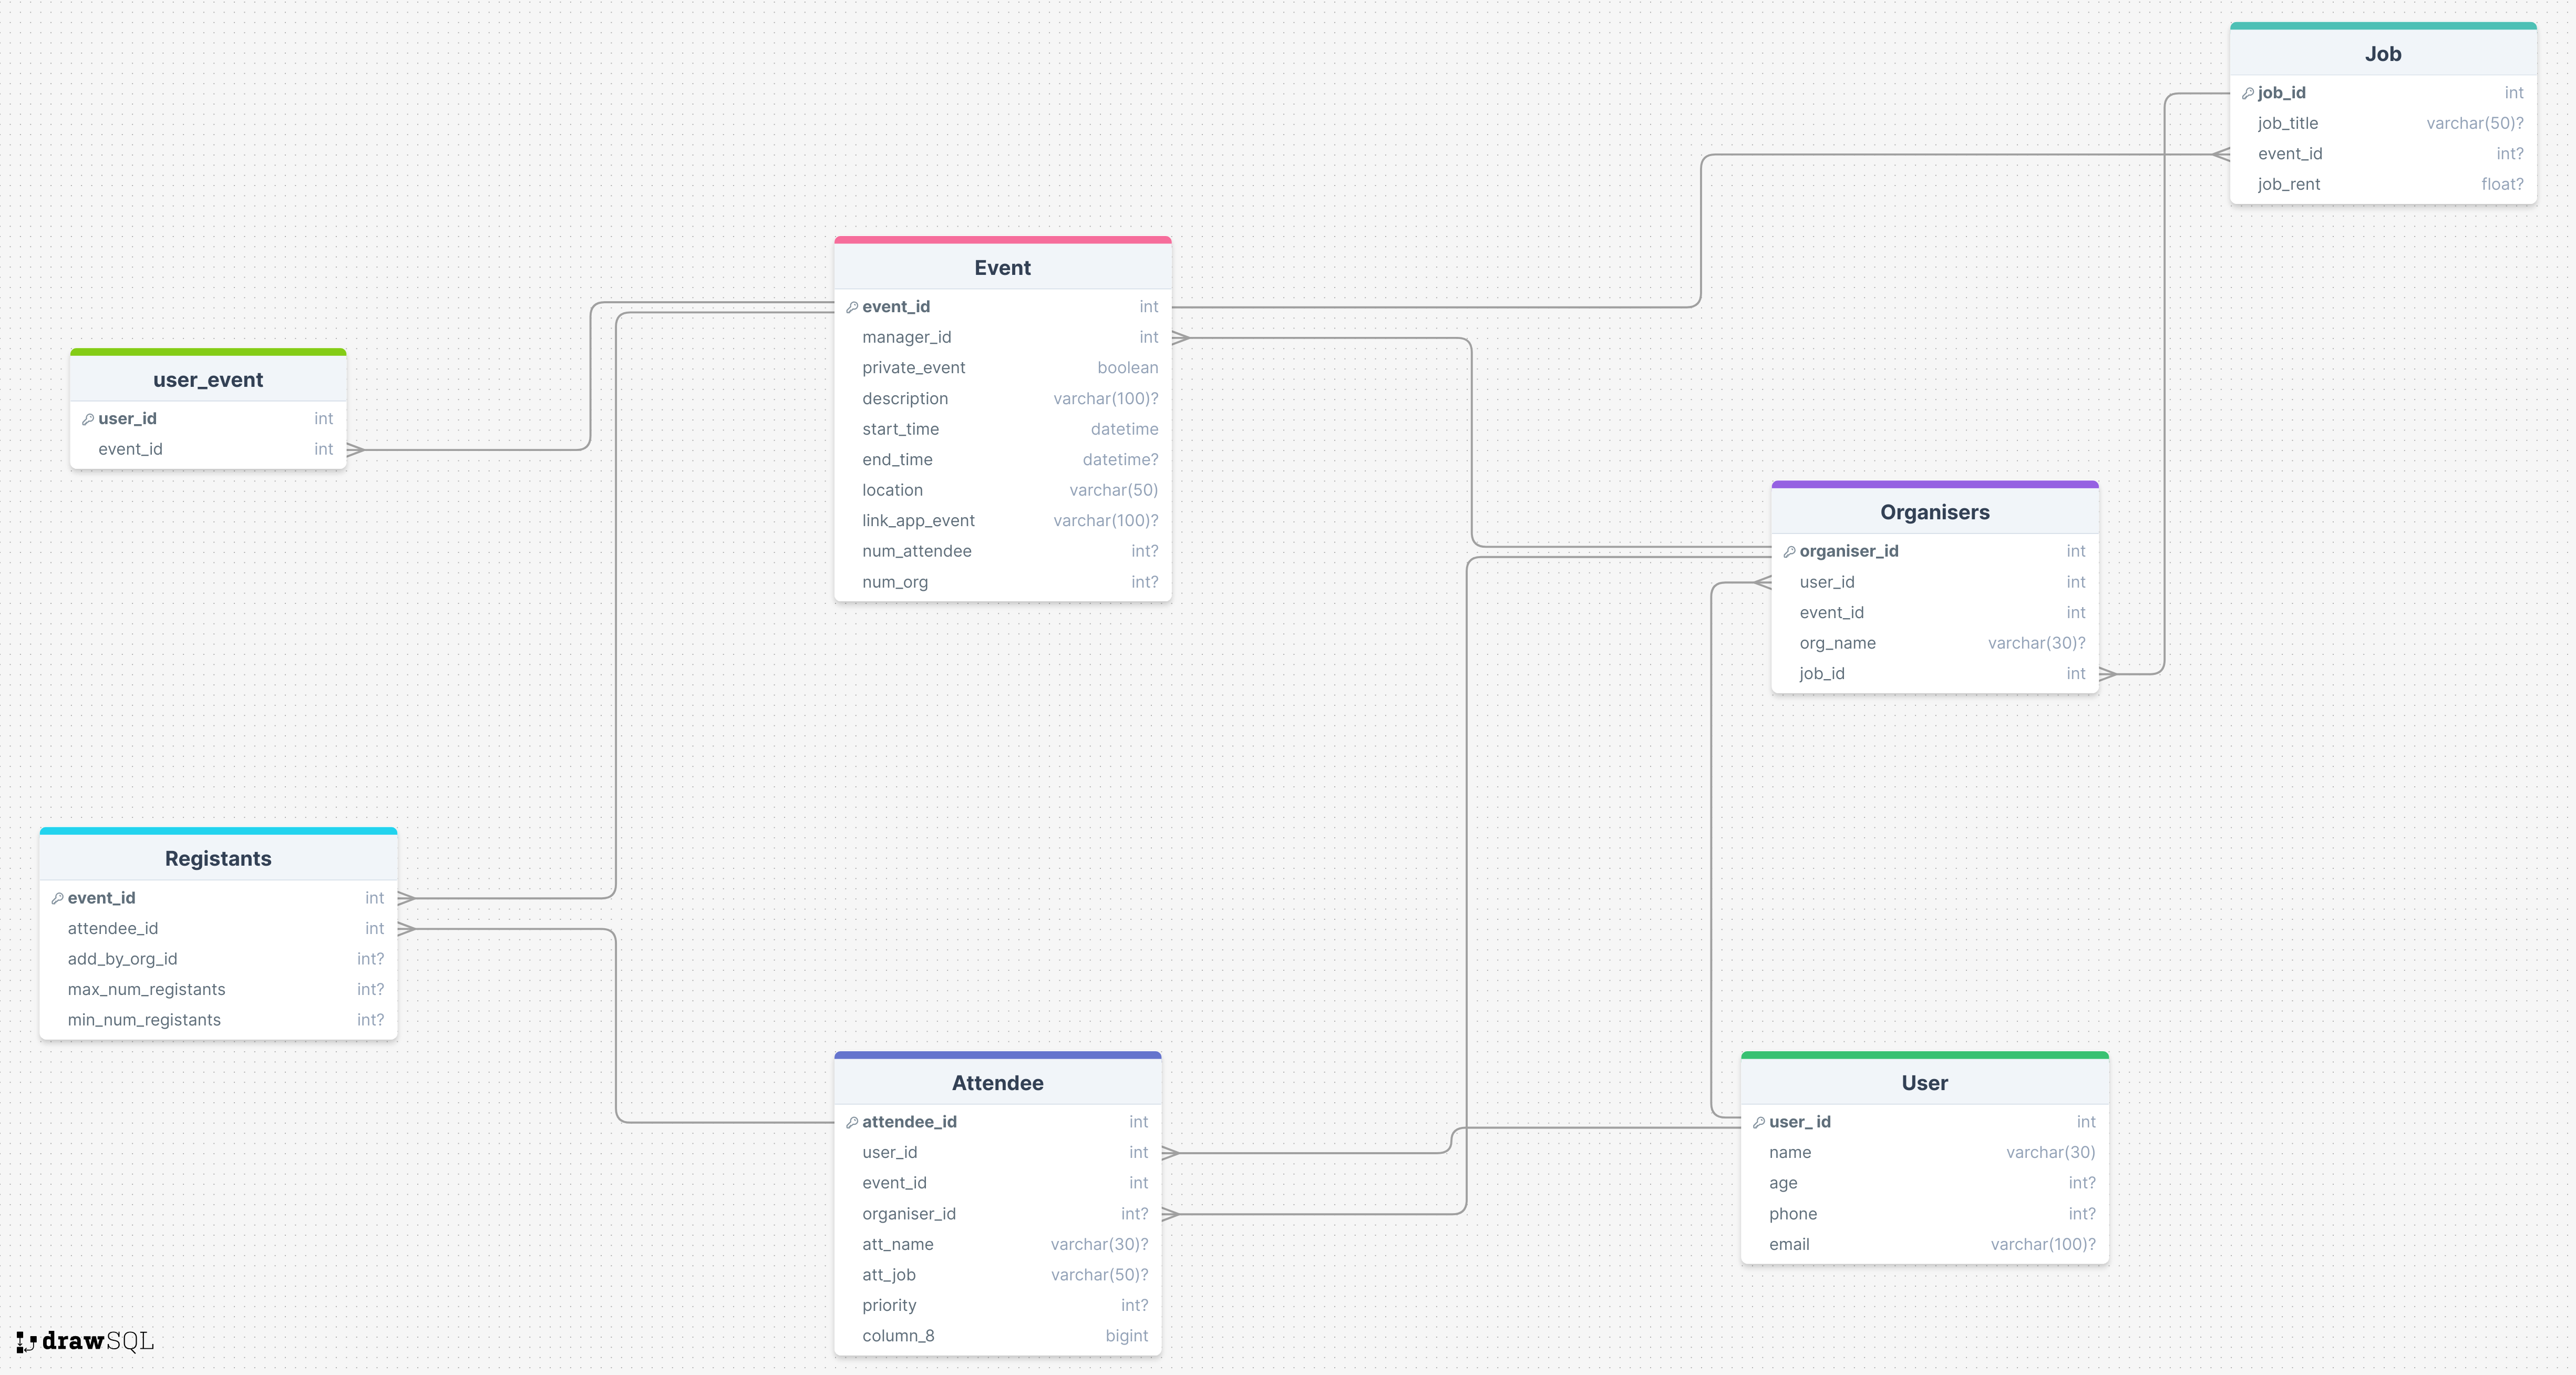 Job
job_id int
job_title varchar(50)?
event_id int?
job_rent float?
Event
event_id int
manager_id int
private_event boolean
description varchar(100)?
start_time datetime
end_time datetime?
location varchar(50)
link_app_event varchar(100)?
num_attendee int?
num_org int?
user_event
user_id int
event_id int
Organisers
organiser_id int
user_id int
event_id int
org_name varchar(30)?
job_id int
Registants
event_id int
attendee_id int
add_by_org_id int?
max_num_registants int?
min_num_registants int?
Attendee
attendee_id int
user_id int
event_id int
organiser_id int?
att_name varchar(30)?
att_job varchar(50)?
priority int?
column_8 bigint
User
user_ id int
name varchar(30)
age int?
phone int?
email varchar(100)?
drawSQL